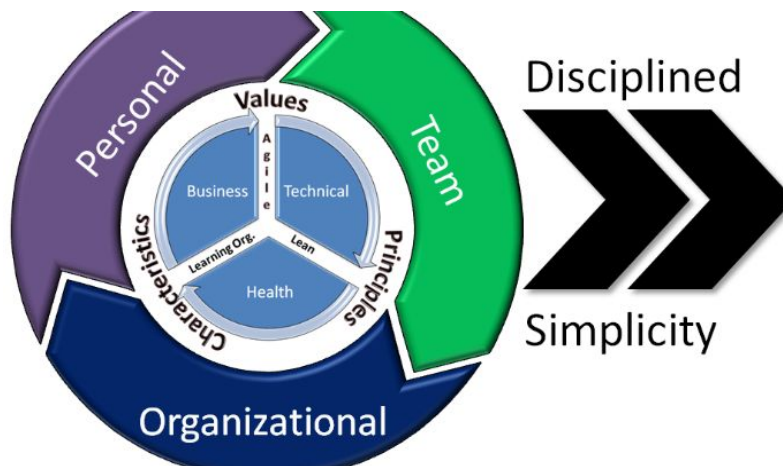 Personal
Team
Organizational
Values
Principles
Characteristics
Agile
Lean
Learning Org.
Business
Technical
Health
Disciplined
Simplicity